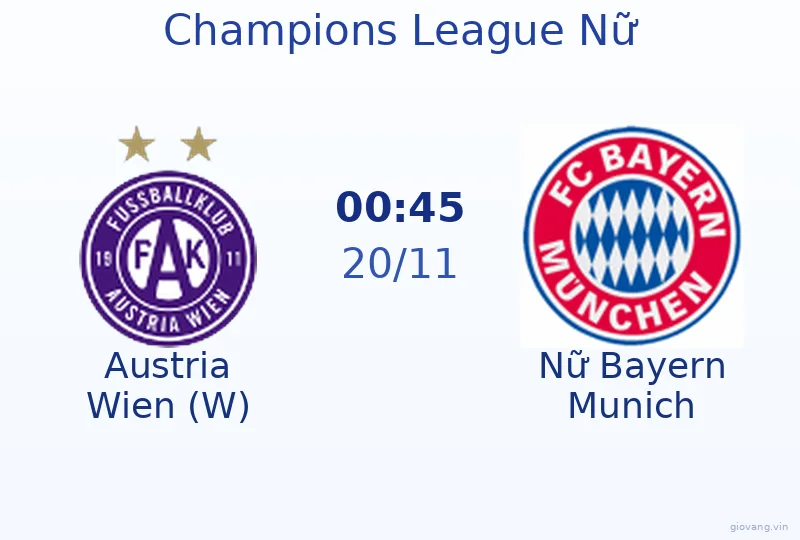 Champions League Nữ
FUSSBALLKLUB
19 FAK 11
AUSTRIA WIEN
00:45
20/11
FC BAYERN
MÜNCHEN
Austria
Wien (W)
Nữ Bayern
Munich
giovang.vin